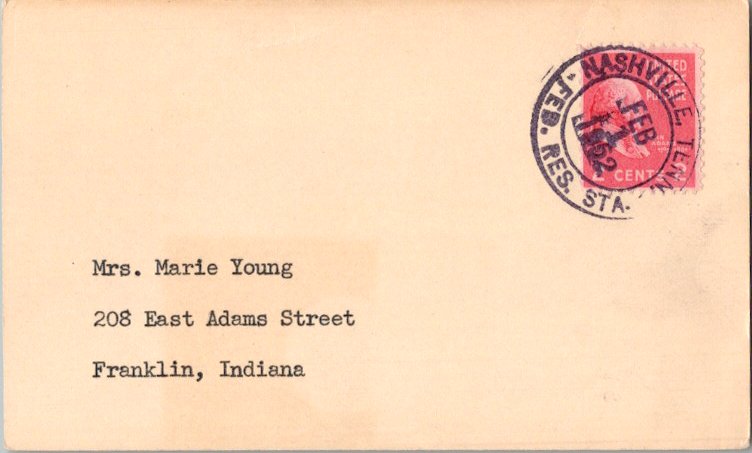 NASHVILLE, TENN.
FEB
1952
FEB. RES. STA.
CENTS
Mrs. Marie Young
208 East Adams Street
Franklin, Indiana